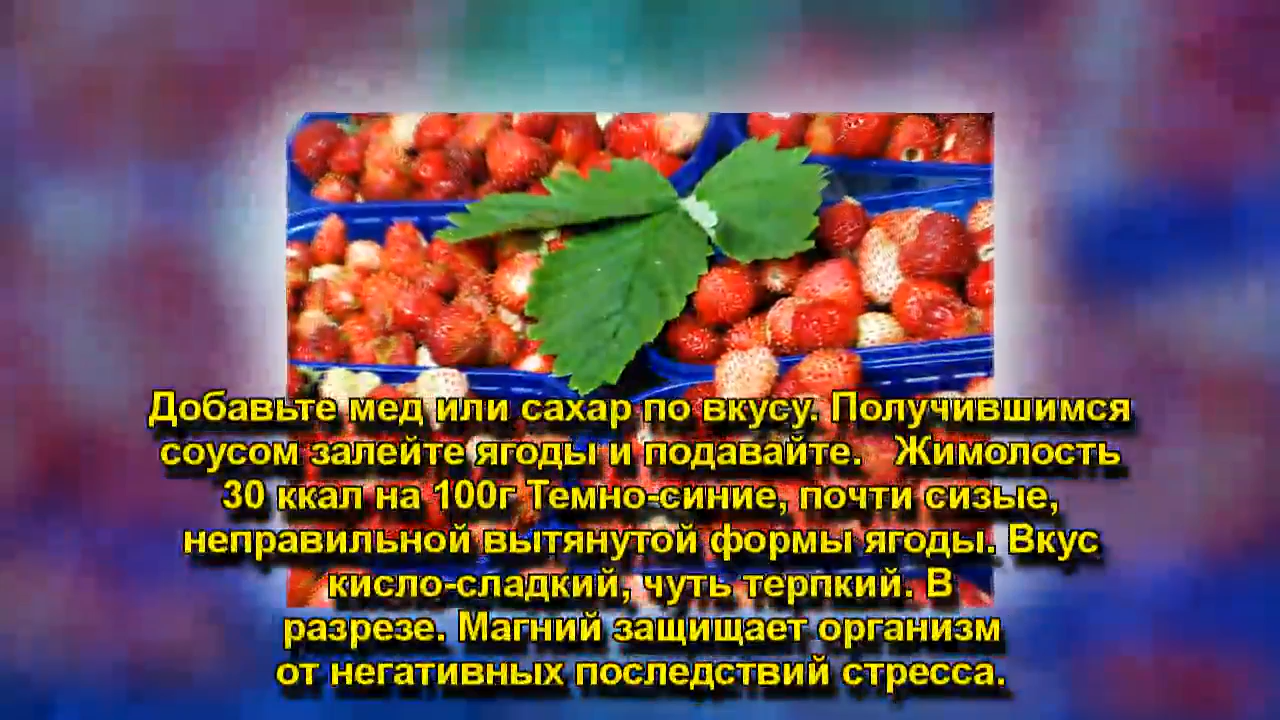 Добавьте мед или сахар по вкусу. Получившимся
соусом залейте ягоды и подавайте. Жимолость
30 ккал на 100г Темно-синие, почти сизые,
неправильной вытянутой формы ягоды. Вкус
кисло-сладкий, чуть терпкий. В
разрезе. Магний защищает организм
от негативных последствий стресса.